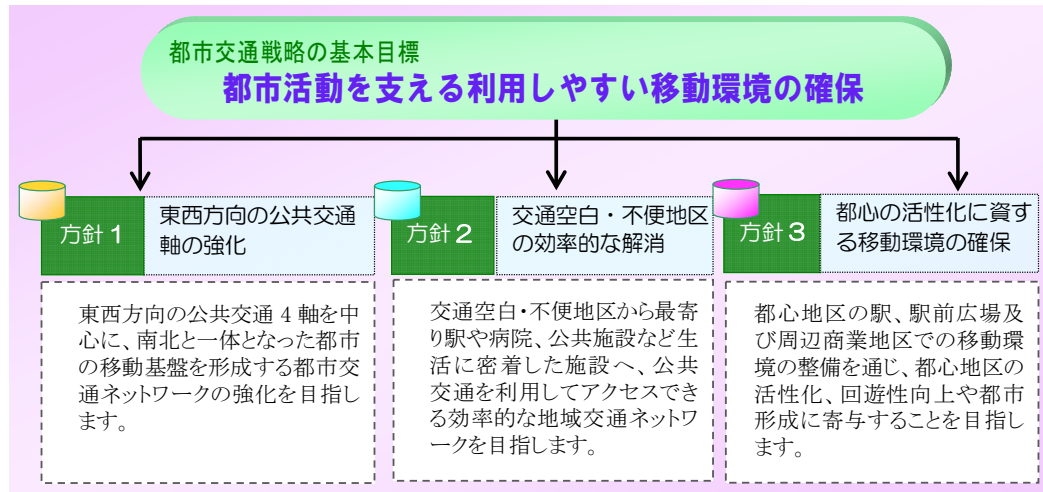 都市交通戦略の基本目標
都市活動を支える利用しやすい移動環境の確保
方針1
東西方向の公共交通
軸の強化
東西方向の公共交通4軸を中
心に、南北と一体となった都市
の移動基盤を形成する都市交
通ネットワークの強化を目指し
ます。
方針2
交通空白・不便地区
の効率的な解消
交通空白・不便地区から最寄
り駅や病院、公共施設など生
活に密着した施設へ、公共
交通を利用してアクセスでき
る効率的な地域交通ネットワ
ークを目指します。
方針3
都心の活性化に資す
る移動環境の確保
都心地区の駅、駅前広場及
び周辺商業地区での移動環
境の整備を通じ、都心地区の
活性化、回遊性向上や都市
形成に寄与することを目指し
ます。